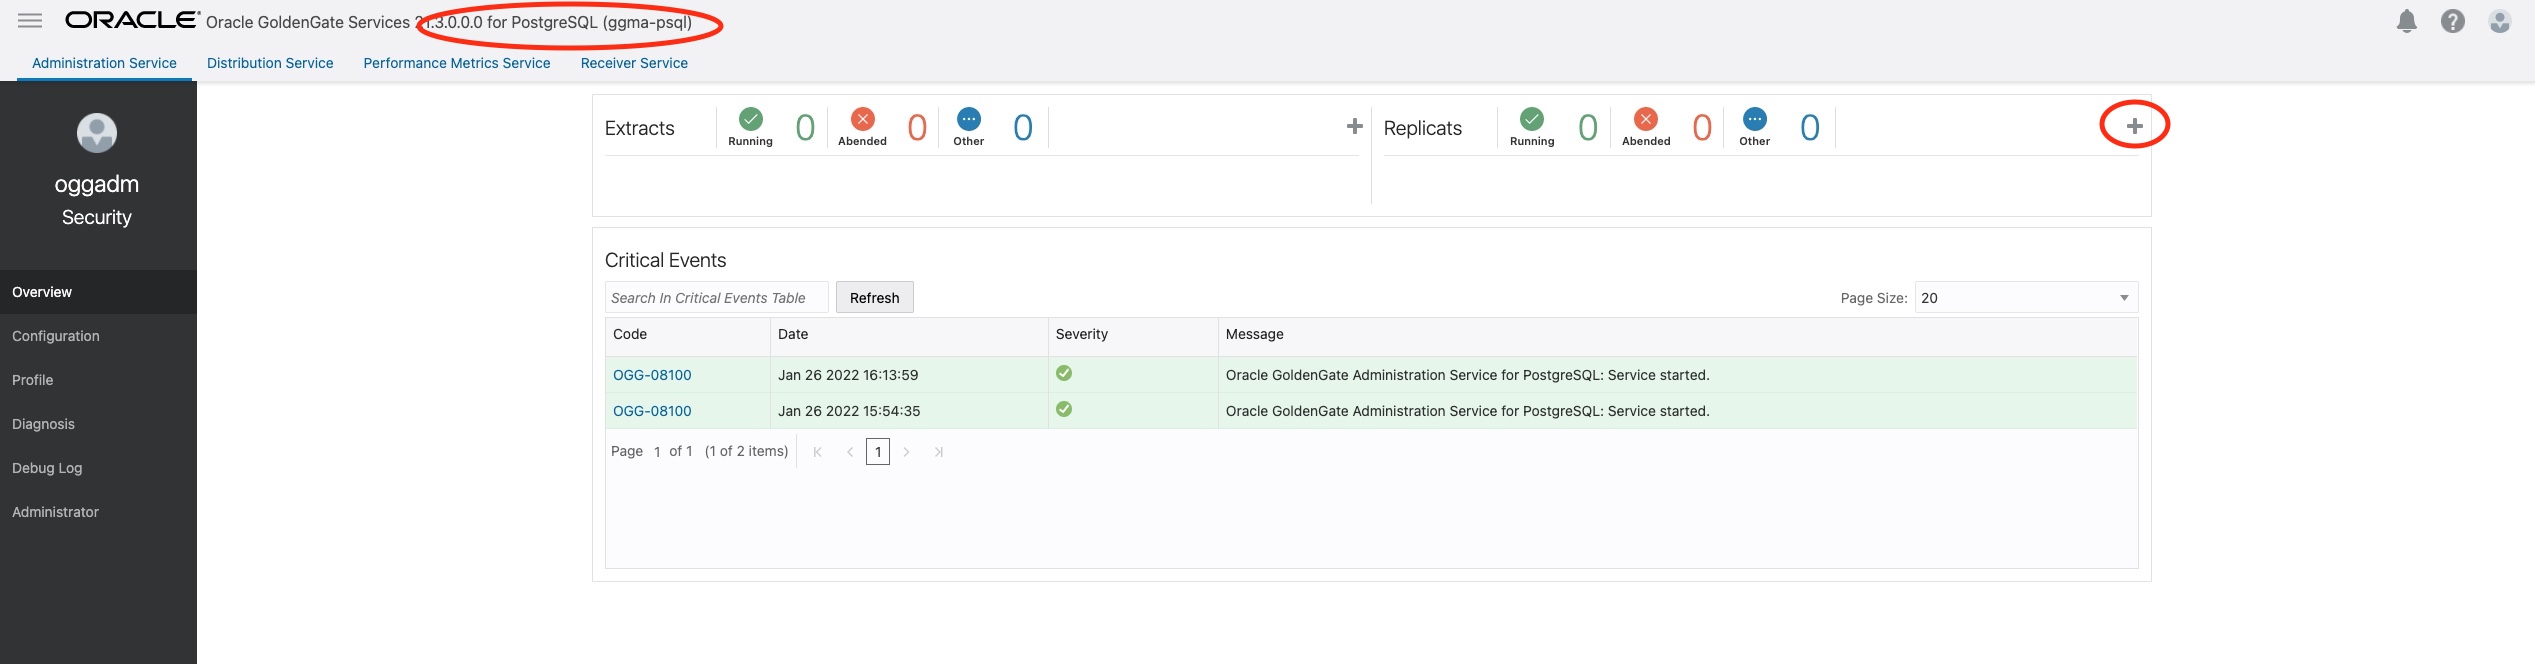 ORACLE Oracle GoldenGate Services 21.3.0.0.0 for PostgreSQL (ggma-psql)
Administration Service Distribution Service Performance Metrics Service Receiver Service
oggadm
Security
Overview
Configuration
Profile
Diagnosis
Debug Log
Administrator
Extracts Running 0 Abended 0 Other 0
Replicats Running 0 Abended 0 Other 0
Critical Events
Search In Critical Events Table Refresh Page Size: 20
Code Date Severity Message
OGG-08100 Jan 26 2022 16:13:59 Oracle GoldenGate Administration Service for PostgreSQL: Service started.
OGG-08100 Jan 26 2022 15:54:35 Oracle GoldenGate Administration Service for PostgreSQL: Service started.
Page 1 of 1 (1 of 2 items) 1